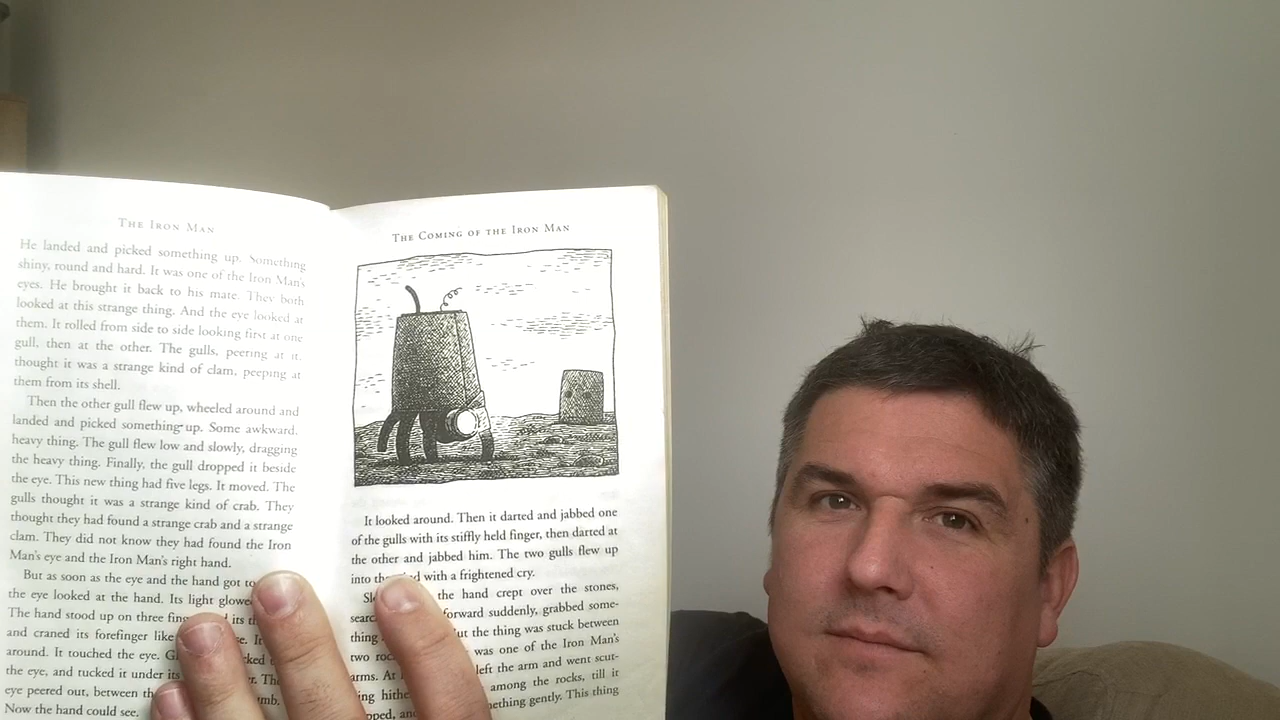 THE IRON MAN
He landed and picked something up. Something
shiny, round and hard. It was one of the Iron Man's
eyes. He brought it back to his mate. They both
looked at this strange thing. And the eye looked at
them. It rolled from side to side looking first at one
gull, then at the other. The gulls, peering at it,
thought it was a strange kind of clam, peeping at
them from its shell.
Then the other gull flew up, wheeled around and
landed and picked something up. Some awkward,
heavy thing. The gull flew low and slowly, dragging
the heavy thing. Finally, the gull dropped it beside
the eye. This new thing had five legs. It moved. The
gulls thought it was a strange kind of crab. They
thought they had found a strange crab and a strange
clam. They did not know they had found the Iron
Man's eye and the Iron Man's right hand.
But as soon as the eye and the hand got
the eye looked at the hand. Its light glowed
The hand stood up on three its
and craned its forefinger like
around. It touched the eye.
the eye, and tucked it under its
eye peered out, between the
Now the hand could see.
THE COMING OF THE IRON MAN
It looked around. Then it darted and jabbed one
of the gulls with its stiffly held finger, then darted at
the other and jabbed him. The two gulls flew up
into the with a frightened cry.
the hand crept over the stones,
forward suddenly, grabbed some-
thing the thing was stuck between
two was one of the Iron Man's
arms. At left the arm and went scut-
among the rocks, till it
gently. This thing